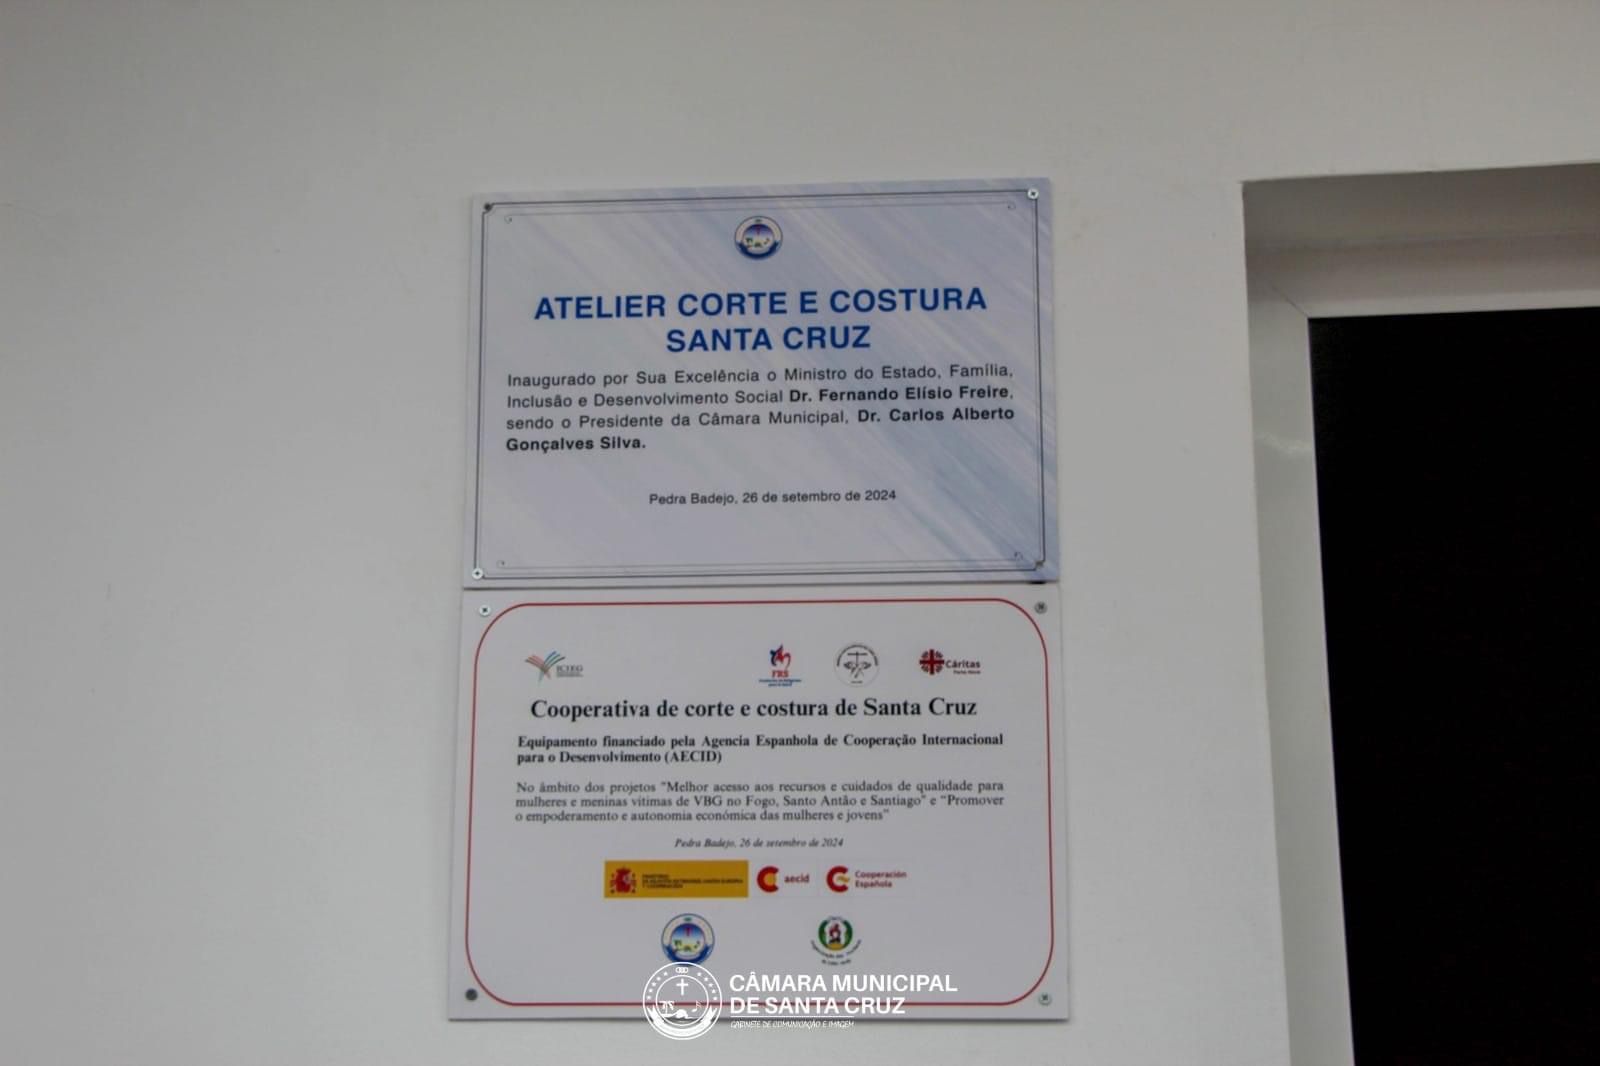 ATELIER CORTE E COSTURA
SANTA CRUZ
Inaugurado por Sua Excelência o Ministro do Estado, Família,
Inclusão e Desenvolvimento Social Dr. Fernando Elísio Freire,
sendo o Presidente da Câmara Municipal, Dr. Carlos Alberto
Gonçalves Silva.
Pedra Badejo, 26 de setembro de 2024
ICIEG
FRS
Cáritas
Cooperativa de corte e costura de Santa Cruz
Equipamento financiado pela Agencia Espanhola de Cooperação Internacional
para o Desenvolvimento (AECID)
No âmbito dos projetos "Melhor acesso aos recursos e cuidados de qualidade para
mulheres e meninas vítimas de VBG no Fogo, Santo Antão e Santiago" e "Promover
o empoderamento e autonomia económica das mulheres e jovens"
Pedra Badejo, 26 de setembro de 2024
aecid
Cooperación
Española
CÂMARA MUNICIPAL
DE SANTA CRUZ
GABINETE DE COMUNICAÇÃO E IMAGEM